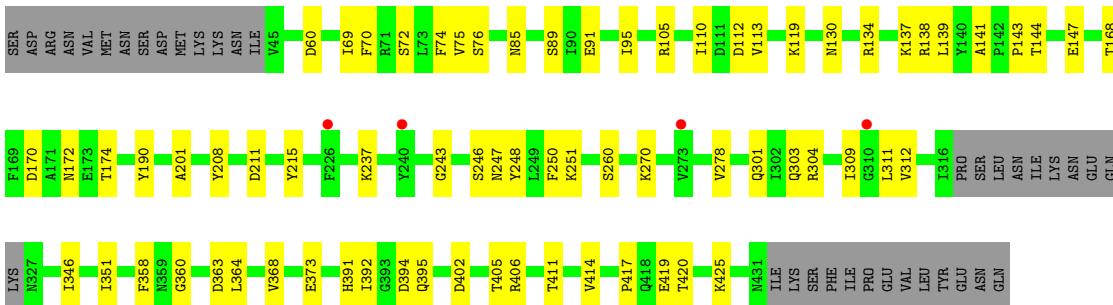 SER ASP ARG ASN VAL MET ASN SER ASP MET LYS LYS ASN ILE V45 D60 I69 F70 R71 S72 L73 F74 V75 S76 N85 S89 I90 E91 I95 R105 I110 D111 D112 V113 K119 N130 R134 K137 R138 L139 Y140 A141 P142 P143 T144 E147 T168
F169 D170 A171 N172 E173 T174 Y190 A201 Y208 D211 Y215 F226 K237 Y240 G243 S246 N247 Y248 L249 F250 K251 S260 K270 V273 V278 Q301 I302 Q303 R304 I309 G310 L311 V312 I316 PRO SER LEU ASN ILE LYS ASN GLU GLN
LYS N327 I346 I351 F358 N359 G360 D363 L364 V368 E373 H391 I392 G393 D394 Q395 D402 T405 R406 T411 V414 P417 Q418 E419 T420 K425 N431 ILE LYS SER PHE ILE PRO GLU VAL LEU TYR GLU ASN GLN